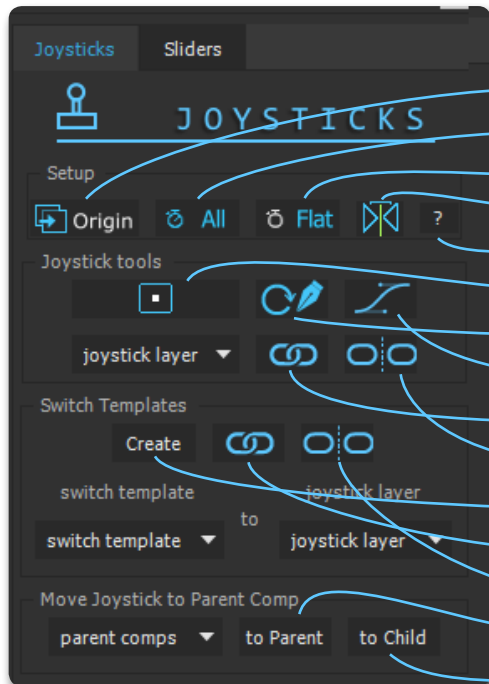 Joysticks Sliders
JOYSTICKS
Setup
Origin All Flat ?
Joystick tools
joystick layer
Switch Templates
Create
switch template joystick layer
to
switch template joystick layer
Move Joystick to Parent Comp
parent comps to Parent to Child